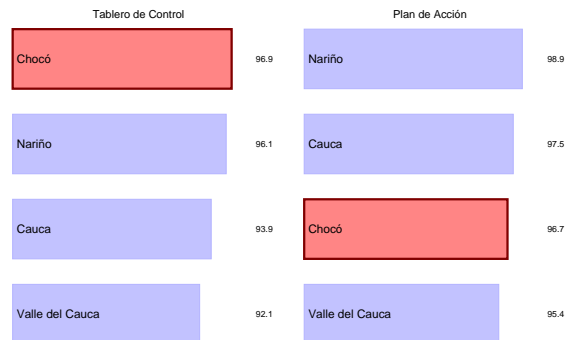 Tablero de Control
Chocó 96.9
Nariño 96.1
Cauca 93.9
Valle del Cauca 92.1
Plan de Acción
Nariño 98.9
Cauca 97.5
Chocó 96.7
Valle del Cauca 95.4